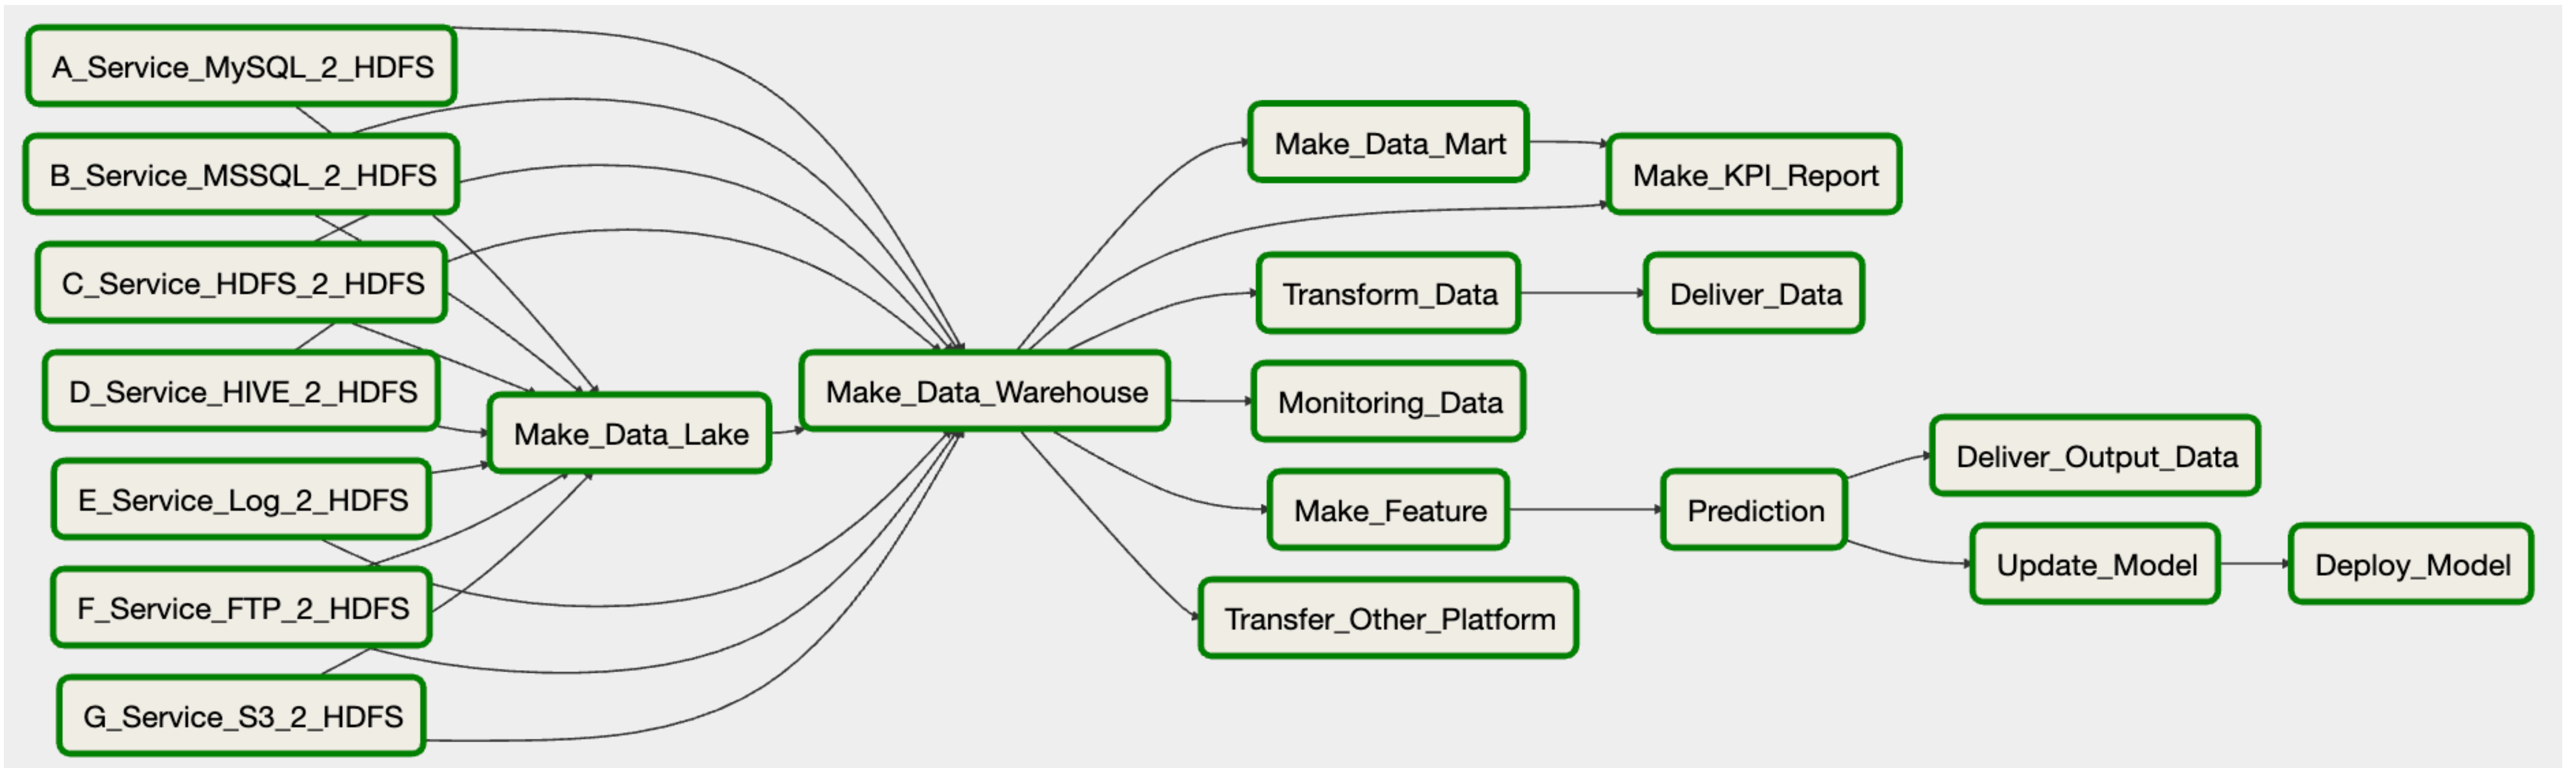 A_Service_MySQL_2_HDFS
B_Service_MSSQL_2_HDFS
C_Service_HDFS_2_HDFS
D_Service_HIVE_2_HDFS
E_Service_Log_2_HDFS
F_Service_FTP_2_HDFS
G_Service_S3_2_HDFS
Make_Data_Lake
Make_Data_Warehouse
Make_Data_Mart
Make_KPI_Report
Transform_Data
Deliver_Data
Monitoring_Data
Make_Feature
Prediction
Deliver_Output_Data
Update_Model
Deploy_Model
Transfer_Other_Platform